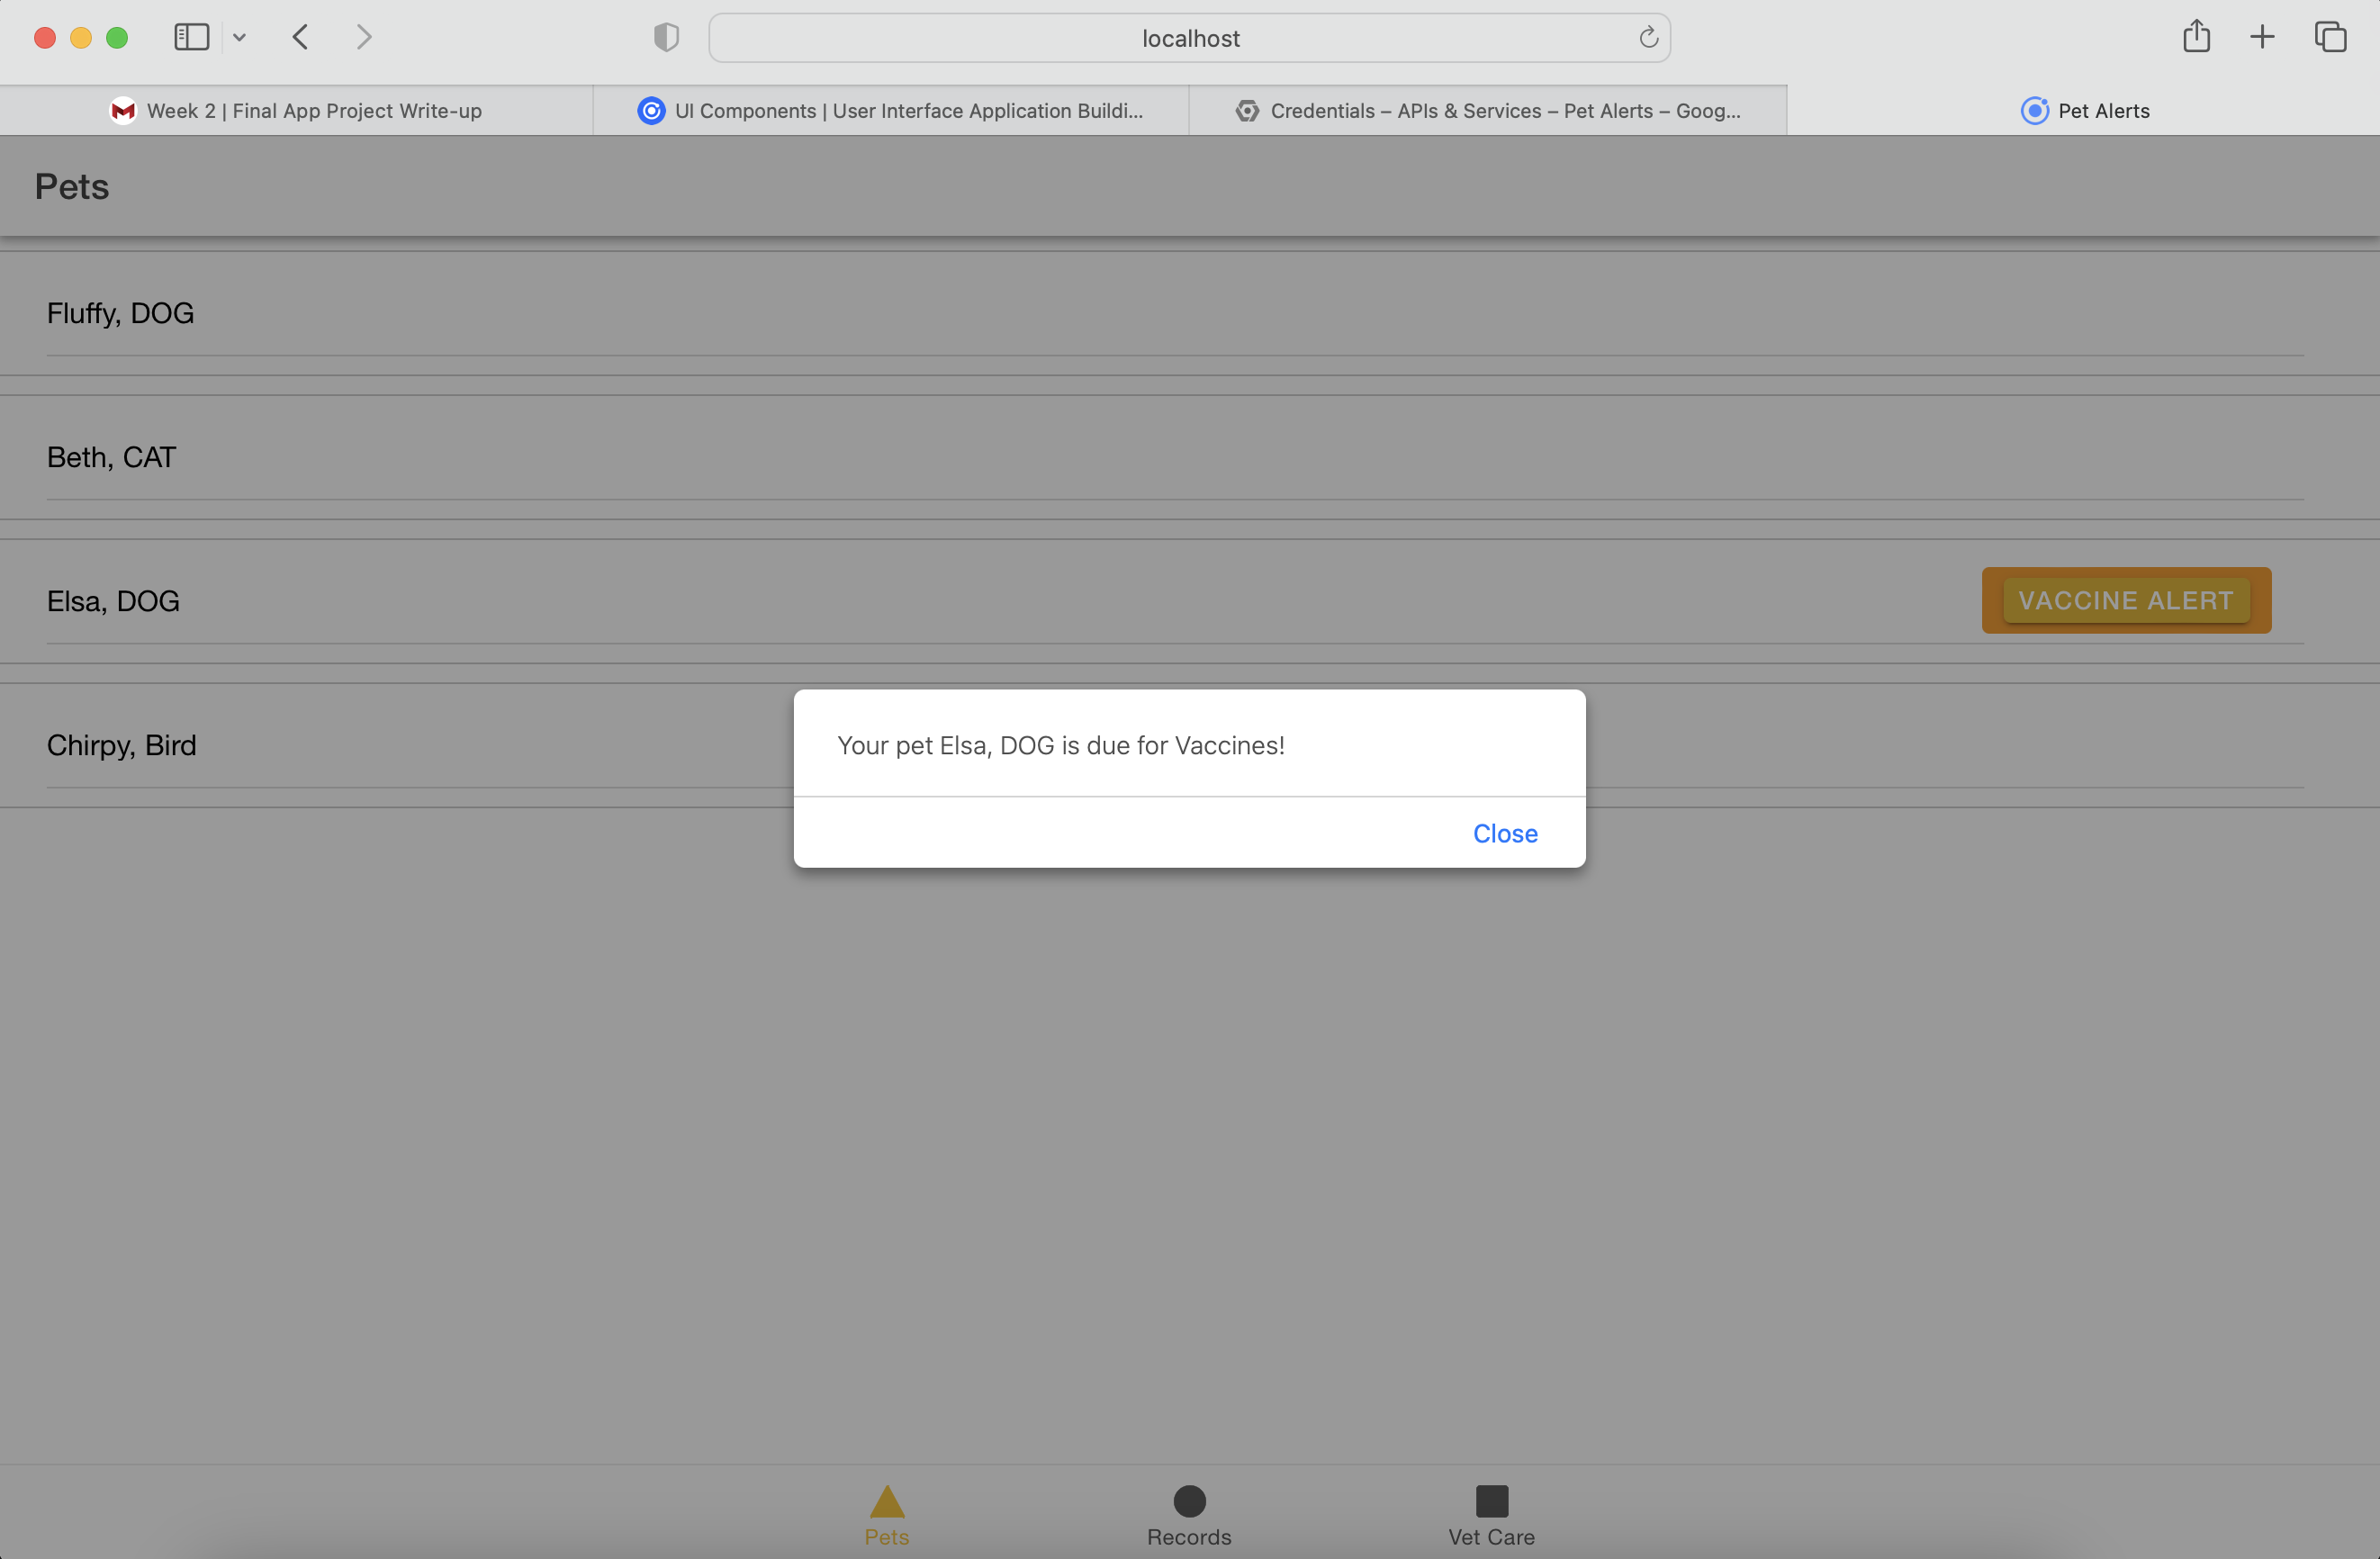 localhost
Week 2 | Final App Project Write-up
UI Components | User Interface Application Buildi...
Credentials – APIs & Services – Pet Alerts – Goog...
Pet Alerts
Pets
Fluffy, DOG
Beth, CAT
Elsa, DOG
VACCINE ALERT
Chirpy, Bird
Your pet Elsa, DOG is due for Vaccines!
Close
Pets
Records
Vet Care